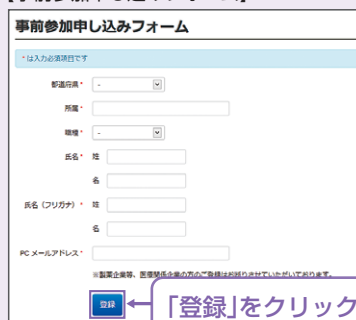 事前参加申し込みフォーム
* は入力必須項目です
都道府県 * -
所属 *
職種 * -
氏名 * 姓
名
氏名（フリガナ） * 姓
名
PC メールアドレス *
※製薬企業等、医療関係企業の方のご登録はお断りさせていただいております。
登録 「登録」をクリック